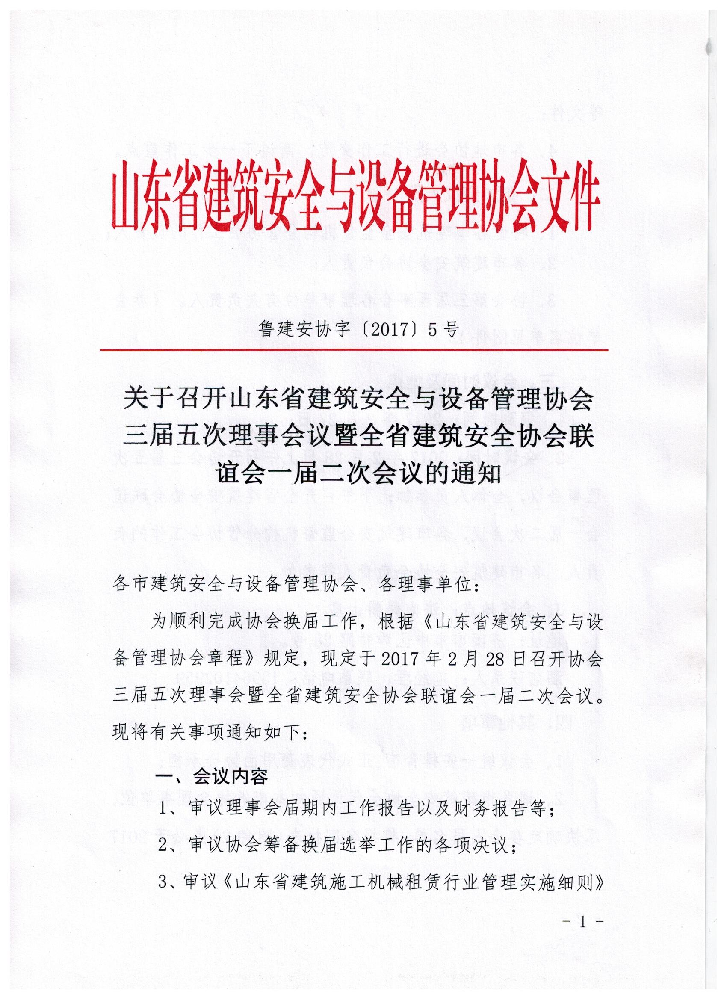 山东省建筑安全与设备管理协会文件
鲁建安协字〔2017〕5号
关于召开山东省建筑安全与设备管理协会
三届五次理事会议暨全省建筑安全协会联
谊会一届二次会议的通知
各市建筑安全与设备管理协会、各理事单位：
为顺利完成协会换届工作，根据《山东省建筑安全与设
备管理协会章程》规定，现定于2017年2月28日召开协会
三届五次理事会暨全省建筑安全协会联谊会一届二次会议。
现将有关事项通知如下：
一、会议内容
1、审议理事会届期内工作报告以及财务报告等；
2、审议协会筹备换届选举工作的各项决议；
3、审议《山东省建筑施工机械租赁行业管理实施细则》
- 1 -